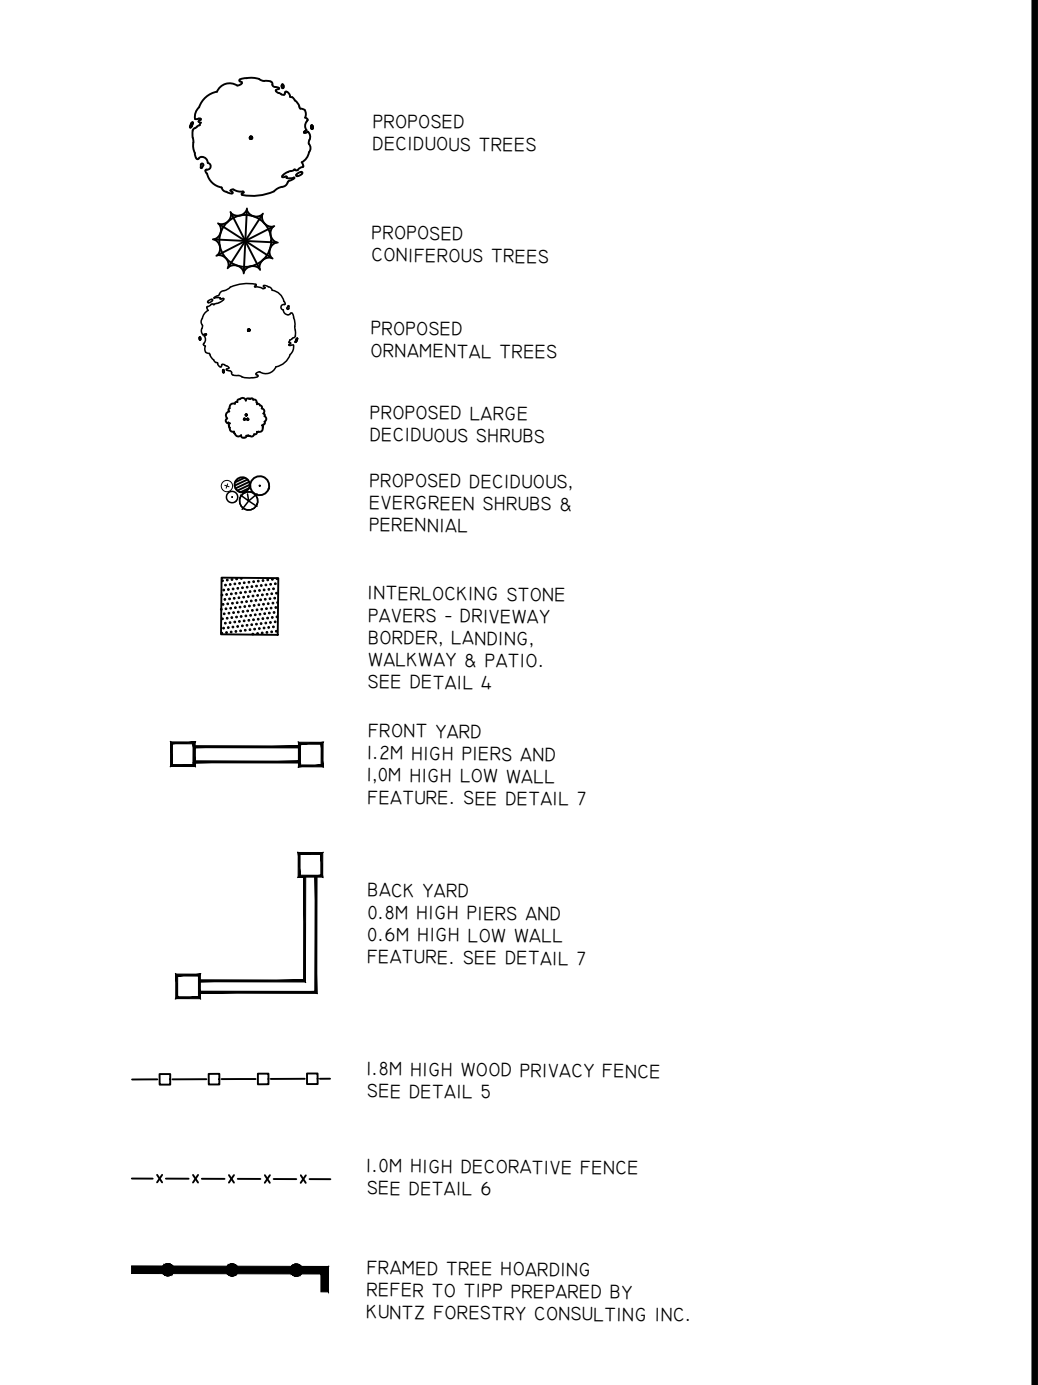 PROPOSED
DECIDUOUS TREES
PROPOSED
CONIFEROUS TREES
PROPOSED
ORNAMENTAL TREES
PROPOSED LARGE
DECIDUOUS SHRUBS
PROPOSED DECIDUOUS,
EVERGREEN SHRUBS &
PERENNIAL
INTERLOCKING STONE
PAVERS - DRIVEWAY
BORDER, LANDING,
WALKWAY & PATIO.
SEE DETAIL 4
FRONT YARD
1.2M HIGH PIERS AND
1,0M HIGH LOW WALL
FEATURE. SEE DETAIL 7
BACK YARD
0.8M HIGH PIERS AND
0.6M HIGH LOW WALL
FEATURE. SEE DETAIL 7
1.8M HIGH WOOD PRIVACY FENCE
SEE DETAIL 5
1.0M HIGH DECORATIVE FENCE
SEE DETAIL 6
FRAMED TREE HOARDING
REFER TO TIPP PREPARED BY
KUNTZ FORESTRY CONSULTING INC.